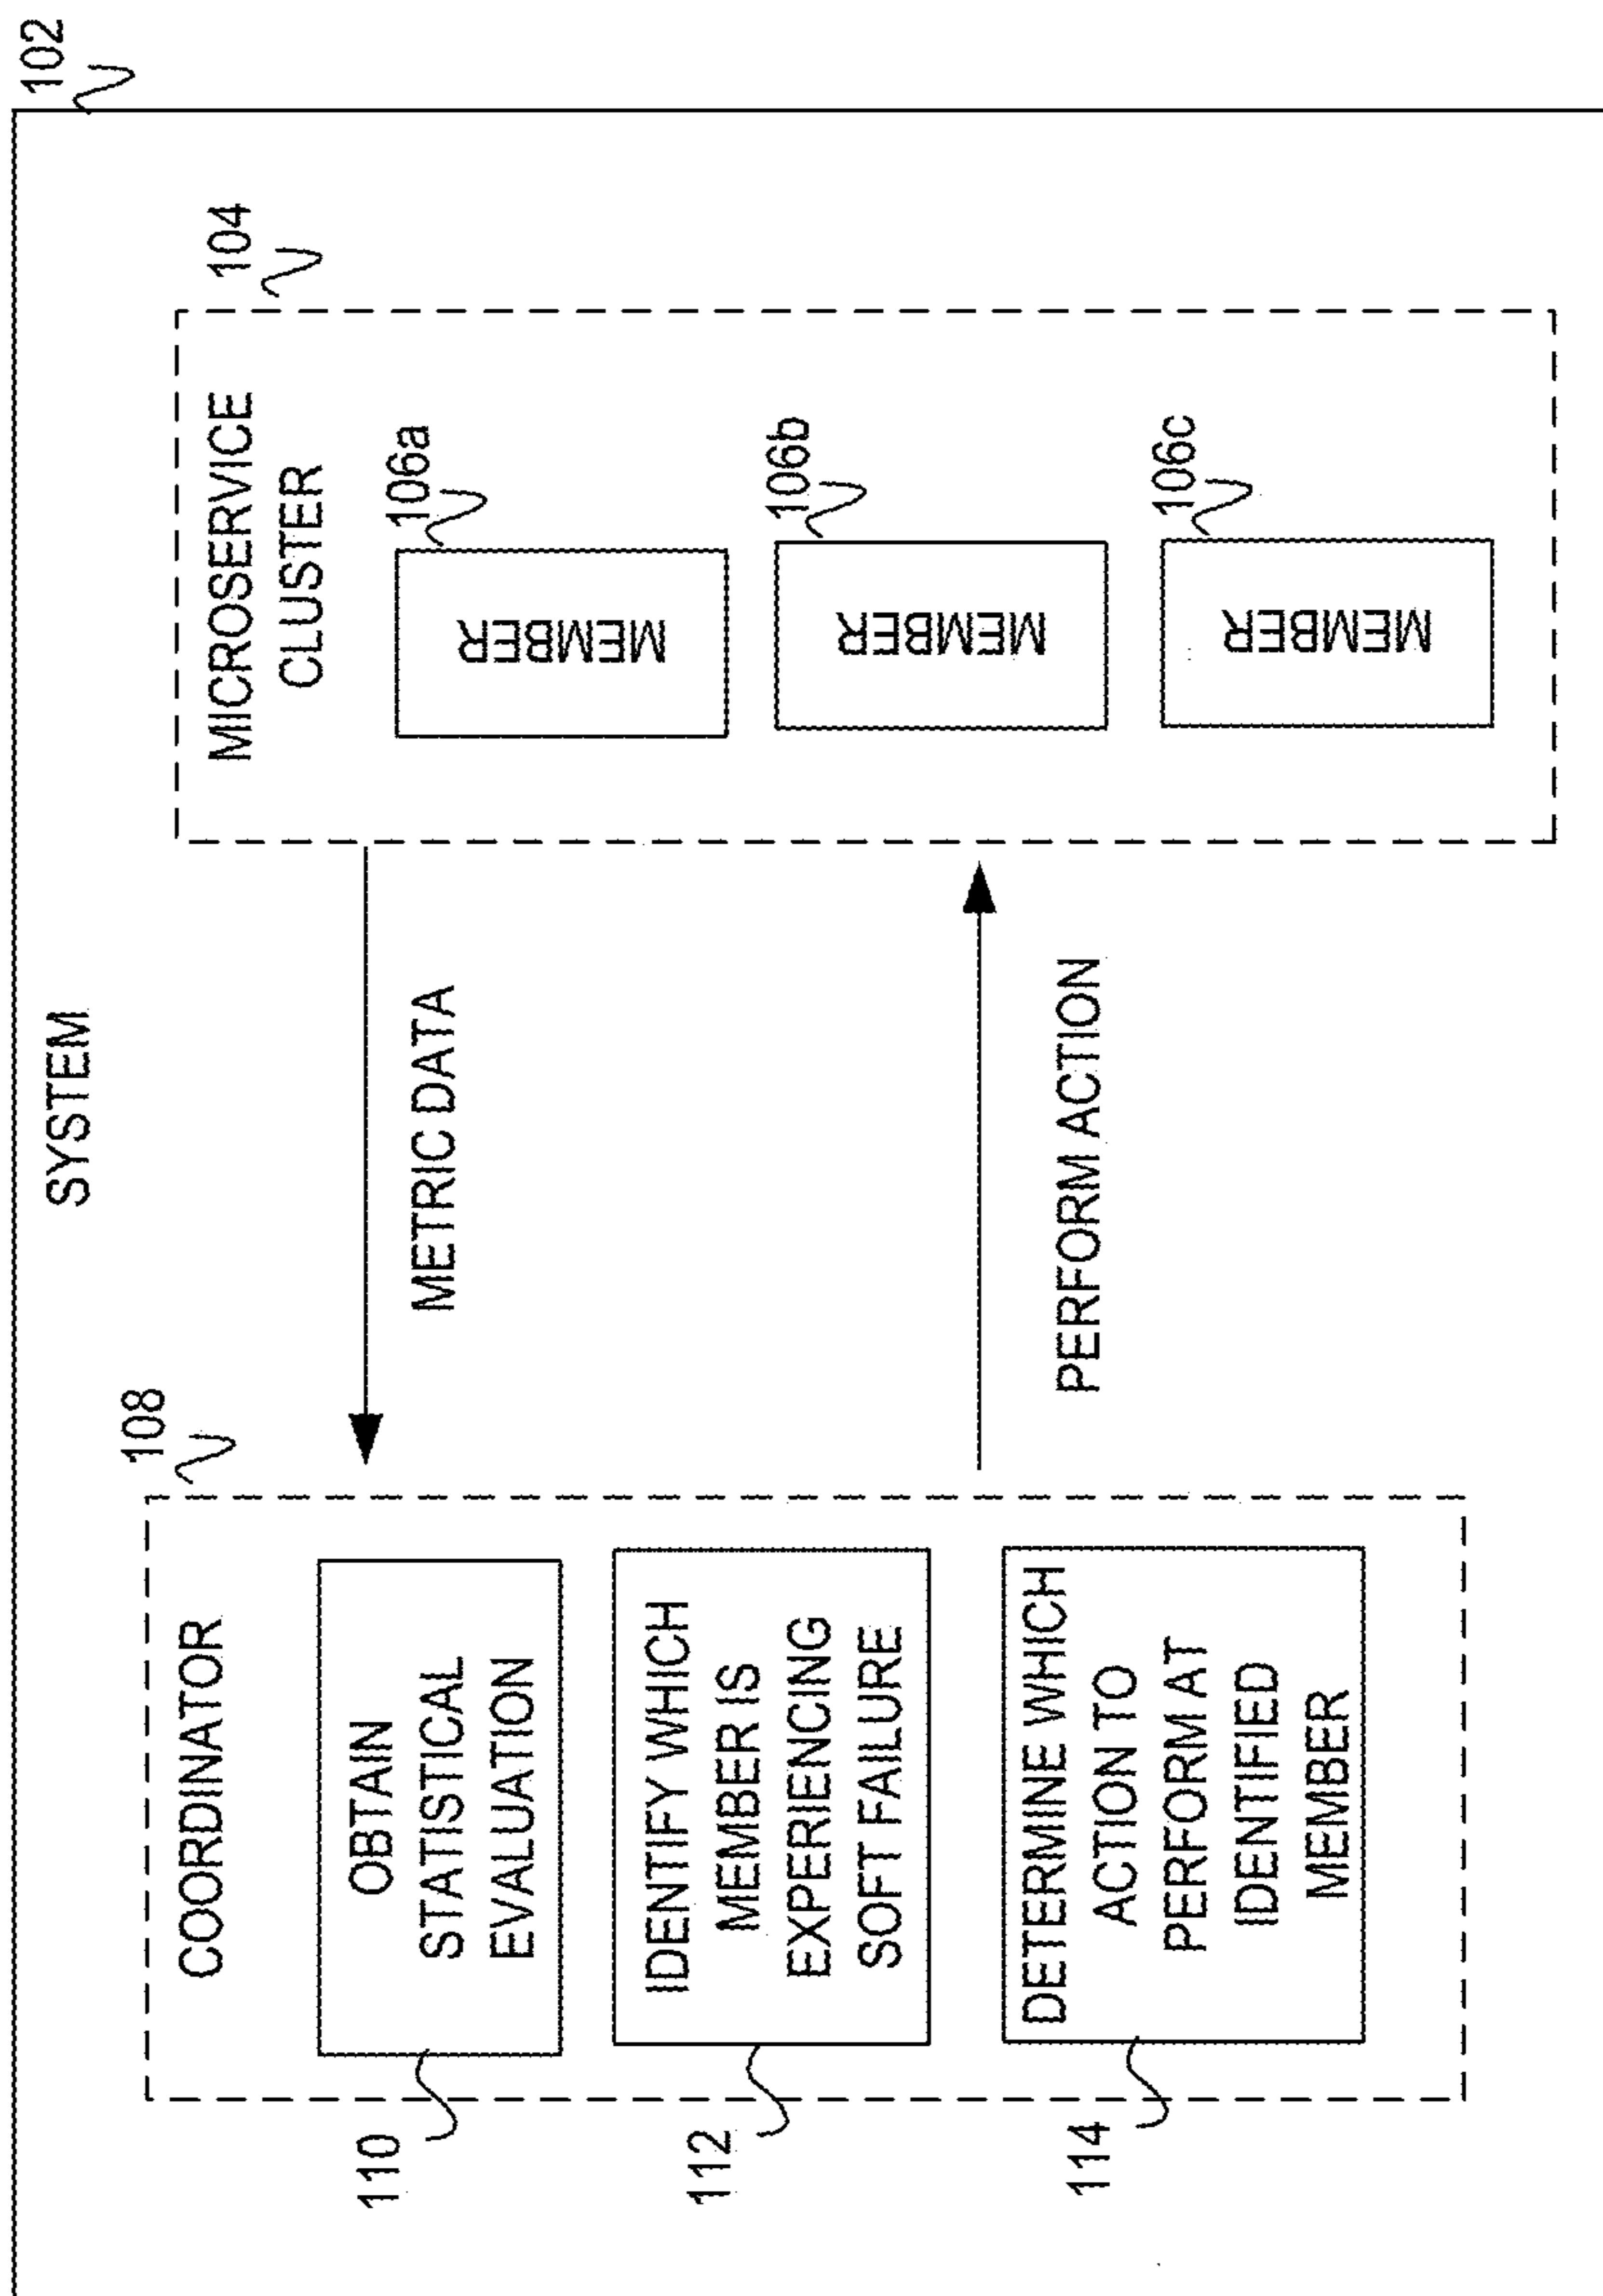 102
SYSTEM
108
COORDINATOR
OBTAIN
STATISTICAL
EVALUATION
110
IDENTIFY WHICH
MEMBER IS
EXPERIENCING
SOFT FAILURE
112
DETERMINE WHICH
ACTION TO
PERFORM AT
IDENTIFIED
MEMBER
114
METRIC DATA
PERFORM ACTION
104
MICROSERVICE
CLUSTER
106a
MEMBER
106b
MEMBER
106c
MEMBER